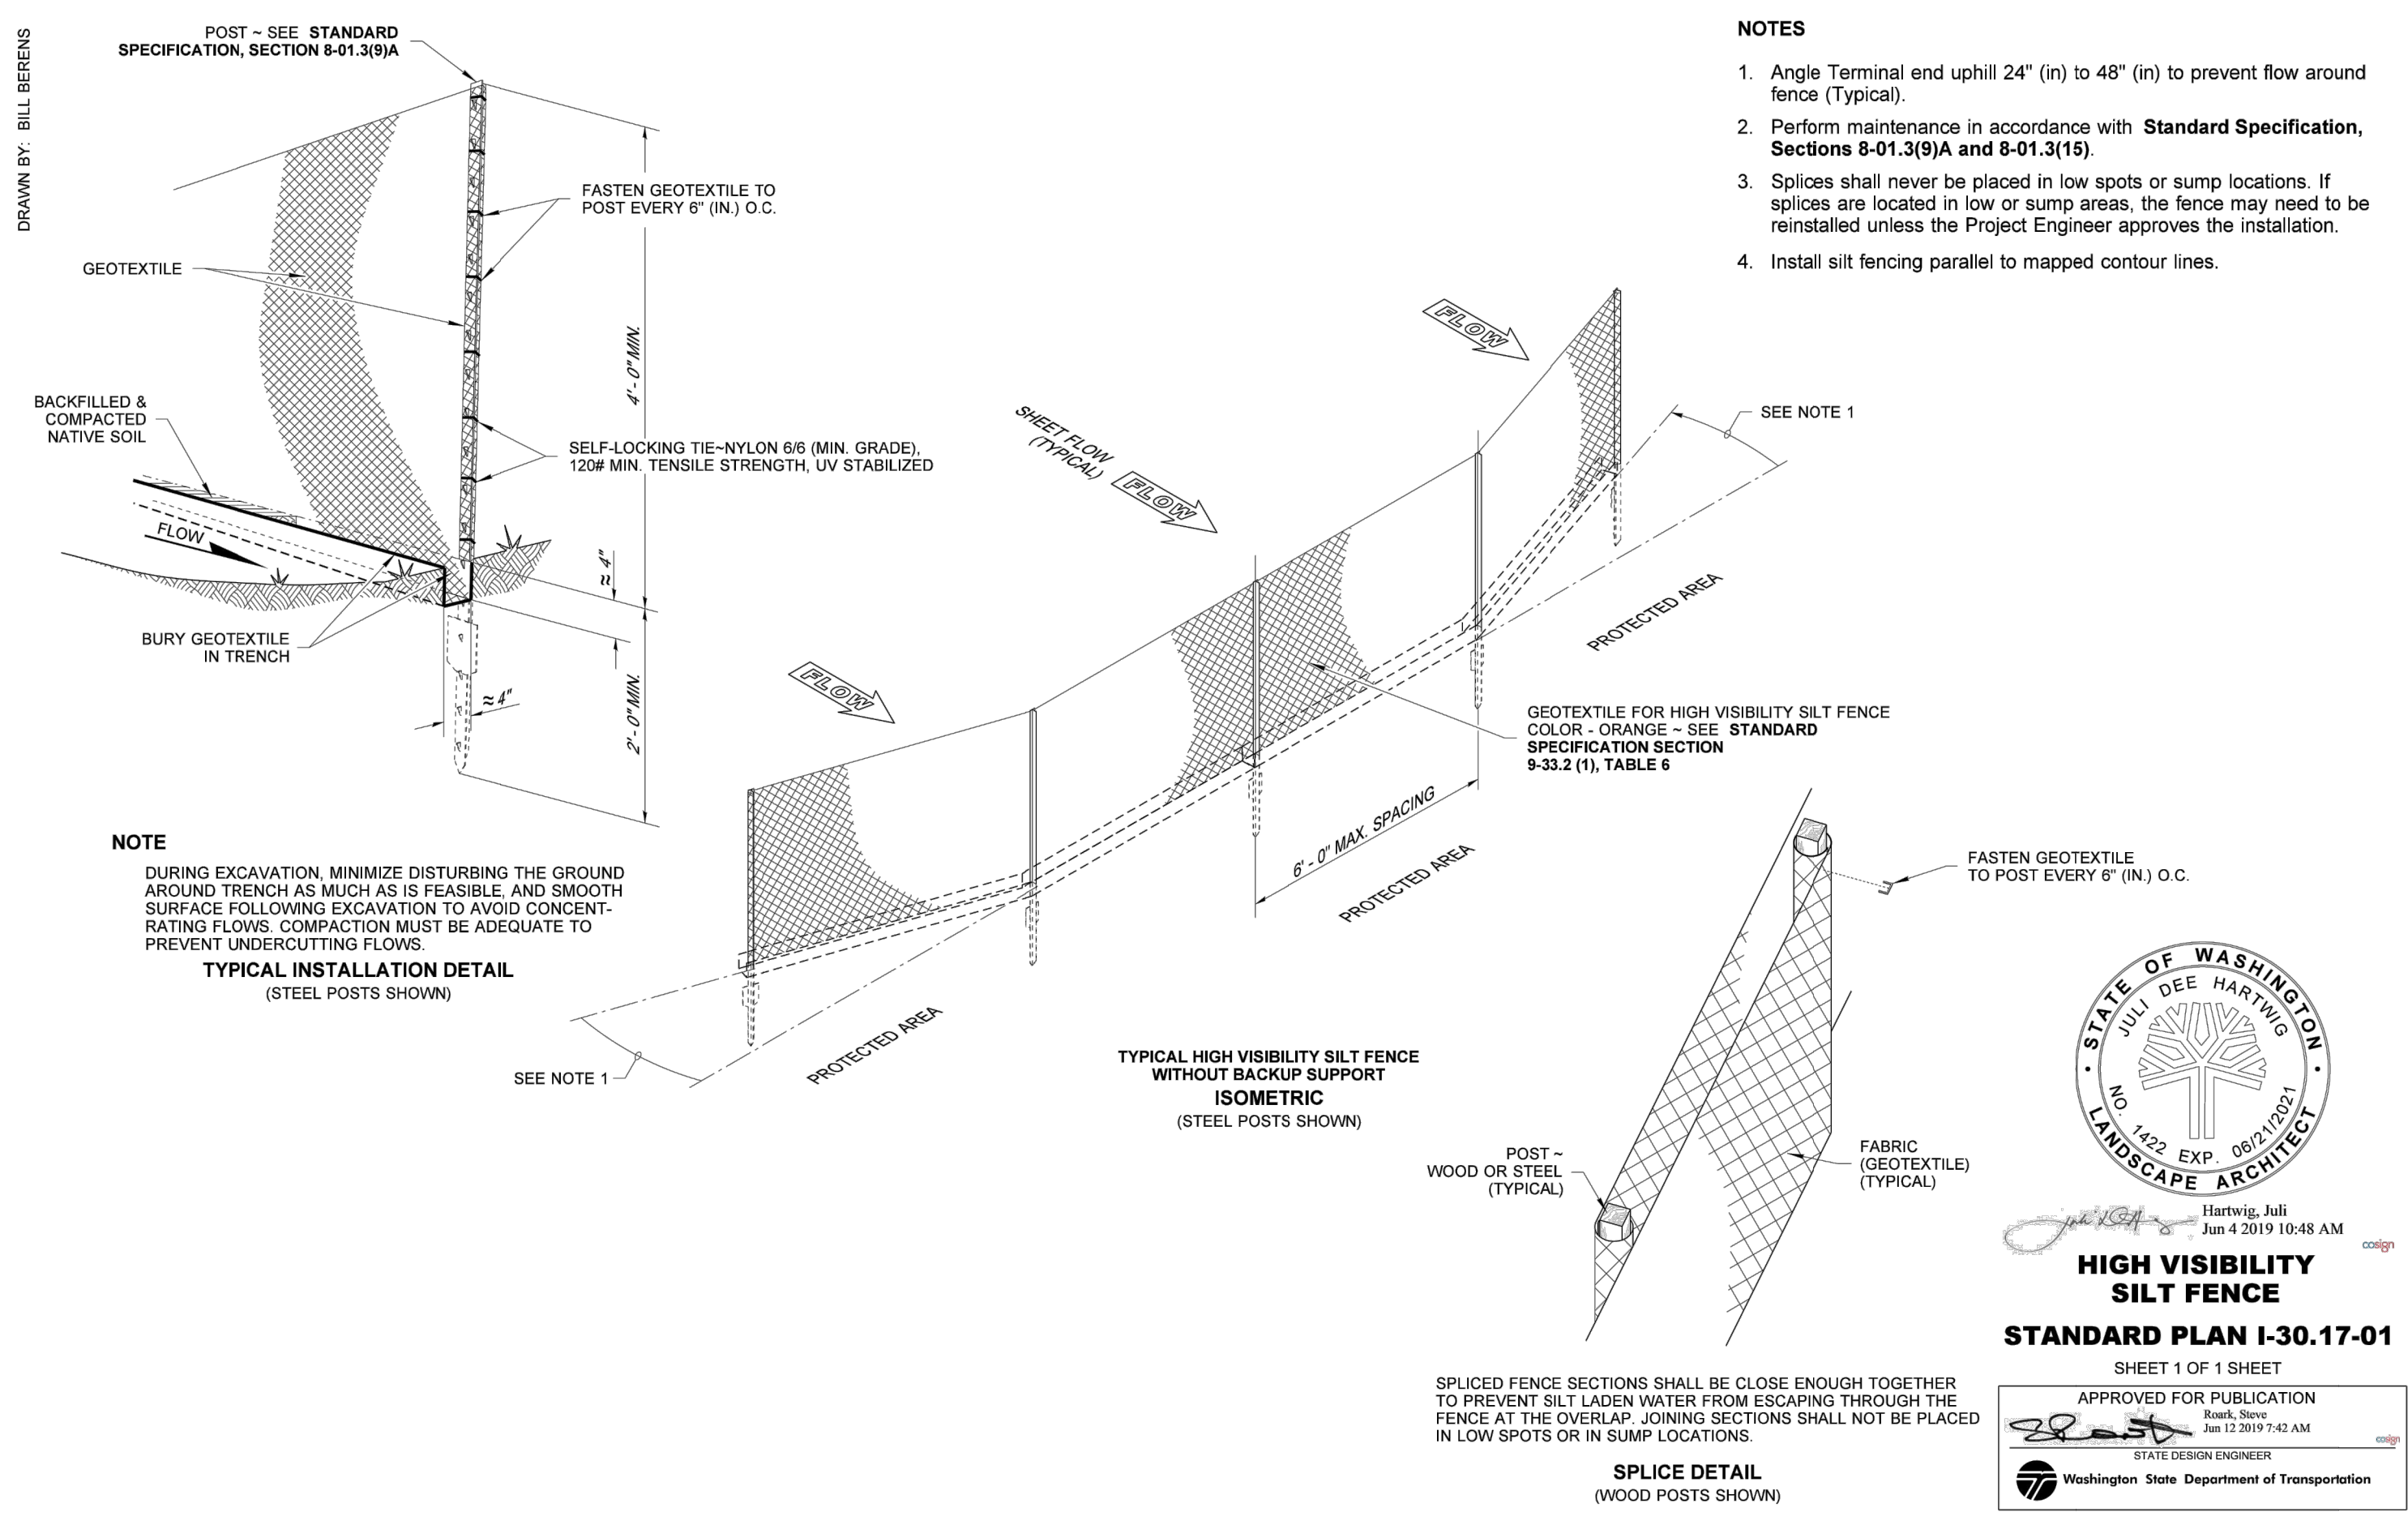 DRAWN BY: BILL BERENS
POST ~ SEE STANDARD
SPECIFICATION, SECTION 8-01.3(9)A
FASTEN GEOTEXTILE TO
POST EVERY 6" (IN.) O.C.
GEOTEXTILE
4' - 0" MIN.
BACKFILLED &
COMPACTED
NATIVE SOIL
SELF-LOCKING TIE~NYLON 6/6 (MIN. GRADE),
120# MIN. TENSILE STRENGTH, UV STABILIZED
FLOW
≈ 4"
BURY GEOTEXTILE
IN TRENCH
≈ 4"
2' - 0" MIN.
NOTE
DURING EXCAVATION, MINIMIZE DISTURBING THE GROUND
AROUND TRENCH AS MUCH AS IS FEASIBLE, AND SMOOTH
SURFACE FOLLOWING EXCAVATION TO AVOID CONCENT-
RATING FLOWS. COMPACTION MUST BE ADEQUATE TO
PREVENT UNDERCUTTING FLOWS.
TYPICAL INSTALLATION DETAIL
(STEEL POSTS SHOWN)
NOTES
1. Angle Terminal end uphill 24" (in) to 48" (in) to prevent flow around
fence (Typical).
2. Perform maintenance in accordance with Standard Specification,
Sections 8-01.3(9)A and 8-01.3(15).
3. Splices shall never be placed in low spots or sump locations. If
splices are located in low or sump areas, the fence may need to be
reinstalled unless the Project Engineer approves the installation.
4. Install silt fencing parallel to mapped contour lines.
FLOW
SHEET FLOW
(TYPICAL)
FLOW
SEE NOTE 1
FLOW
PROTECTED AREA
GEOTEXTILE FOR HIGH VISIBILITY SILT FENCE
COLOR - ORANGE ~ SEE STANDARD
SPECIFICATION SECTION
9-33.2 (1), TABLE 6
6' - 0" MAX. SPACING
PROTECTED AREA
PROTECTED AREA
SEE NOTE 1
TYPICAL HIGH VISIBILITY SILT FENCE
WITHOUT BACKUP SUPPORT
ISOMETRIC
(STEEL POSTS SHOWN)
FASTEN GEOTEXTILE
TO POST EVERY 6" (IN.) O.C.
POST ~
WOOD OR STEEL
(TYPICAL)
FABRIC
(GEOTEXTILE)
(TYPICAL)
SPLICED FENCE SECTIONS SHALL BE CLOSE ENOUGH TOGETHER
TO PREVENT SILT LADEN WATER FROM ESCAPING THROUGH THE
FENCE AT THE OVERLAP. JOINING SECTIONS SHALL NOT BE PLACED
IN LOW SPOTS OR IN SUMP LOCATIONS.
SPLICE DETAIL
(WOOD POSTS SHOWN)
STATE OF WASHINGTON
JULI DEE HARTWIG
NO. 1422 EXP. 06/21/2021
LANDSCAPE ARCHITECT
Hartwig, Juli
Jun 4 2019 10:48 AM
cosign
HIGH VISIBILITY
SILT FENCE
STANDARD PLAN I-30.17-01
SHEET 1 OF 1 SHEET
APPROVED FOR PUBLICATION
Roark, Steve
Jun 12 2019 7:42 AM
cosign
STATE DESIGN ENGINEER
Washington State Department of Transportation